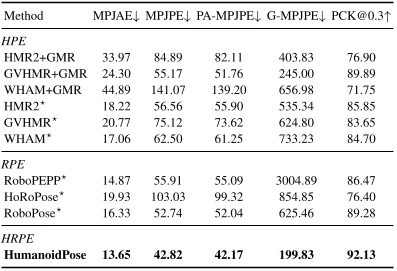 Method MPJAE↓ MPJPE↓ PA-MPJPE↓ G-MPJPE↓ PCK@0.3↑
HPE
HMR2+GMR 33.97 84.89 82.11 403.83 76.90
GVHMR+GMR 24.30 55.17 51.76 245.00 89.89
WHAM+GMR 44.89 141.07 139.20 656.98 71.75
HMR2* 18.22 56.56 55.90 535.34 85.85
GVHMR* 20.77 75.12 73.62 624.80 83.65
WHAM* 17.06 62.50 61.25 733.23 84.70
RPE
RoboPEPP* 14.87 55.91 55.09 3004.89 86.47
HoRoPose* 19.93 103.03 99.32 854.85 76.40
RoboPose* 16.33 52.74 52.04 625.46 89.28
HRPE
HumanoidPose 13.65 42.82 42.17 199.83 92.13